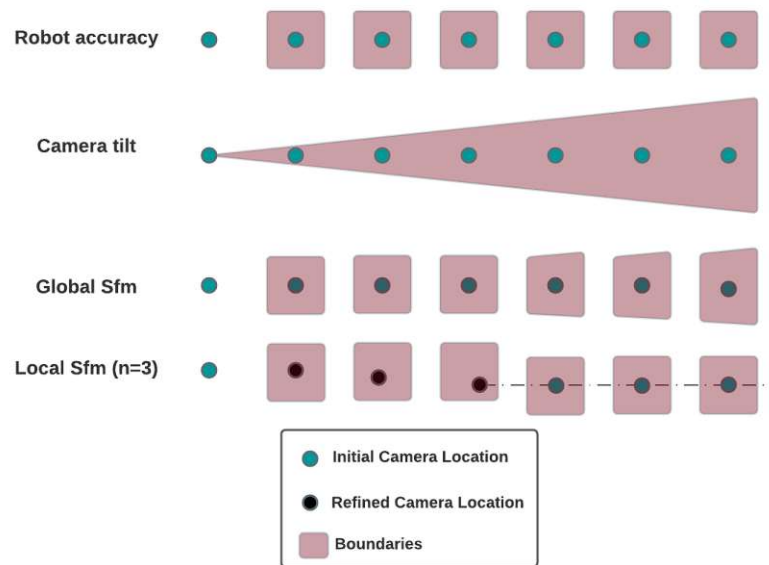 Robot accuracy
Camera tilt
Global Sfm
Local Sfm (n=3)
Initial Camera Location
Refined Camera Location
Boundaries